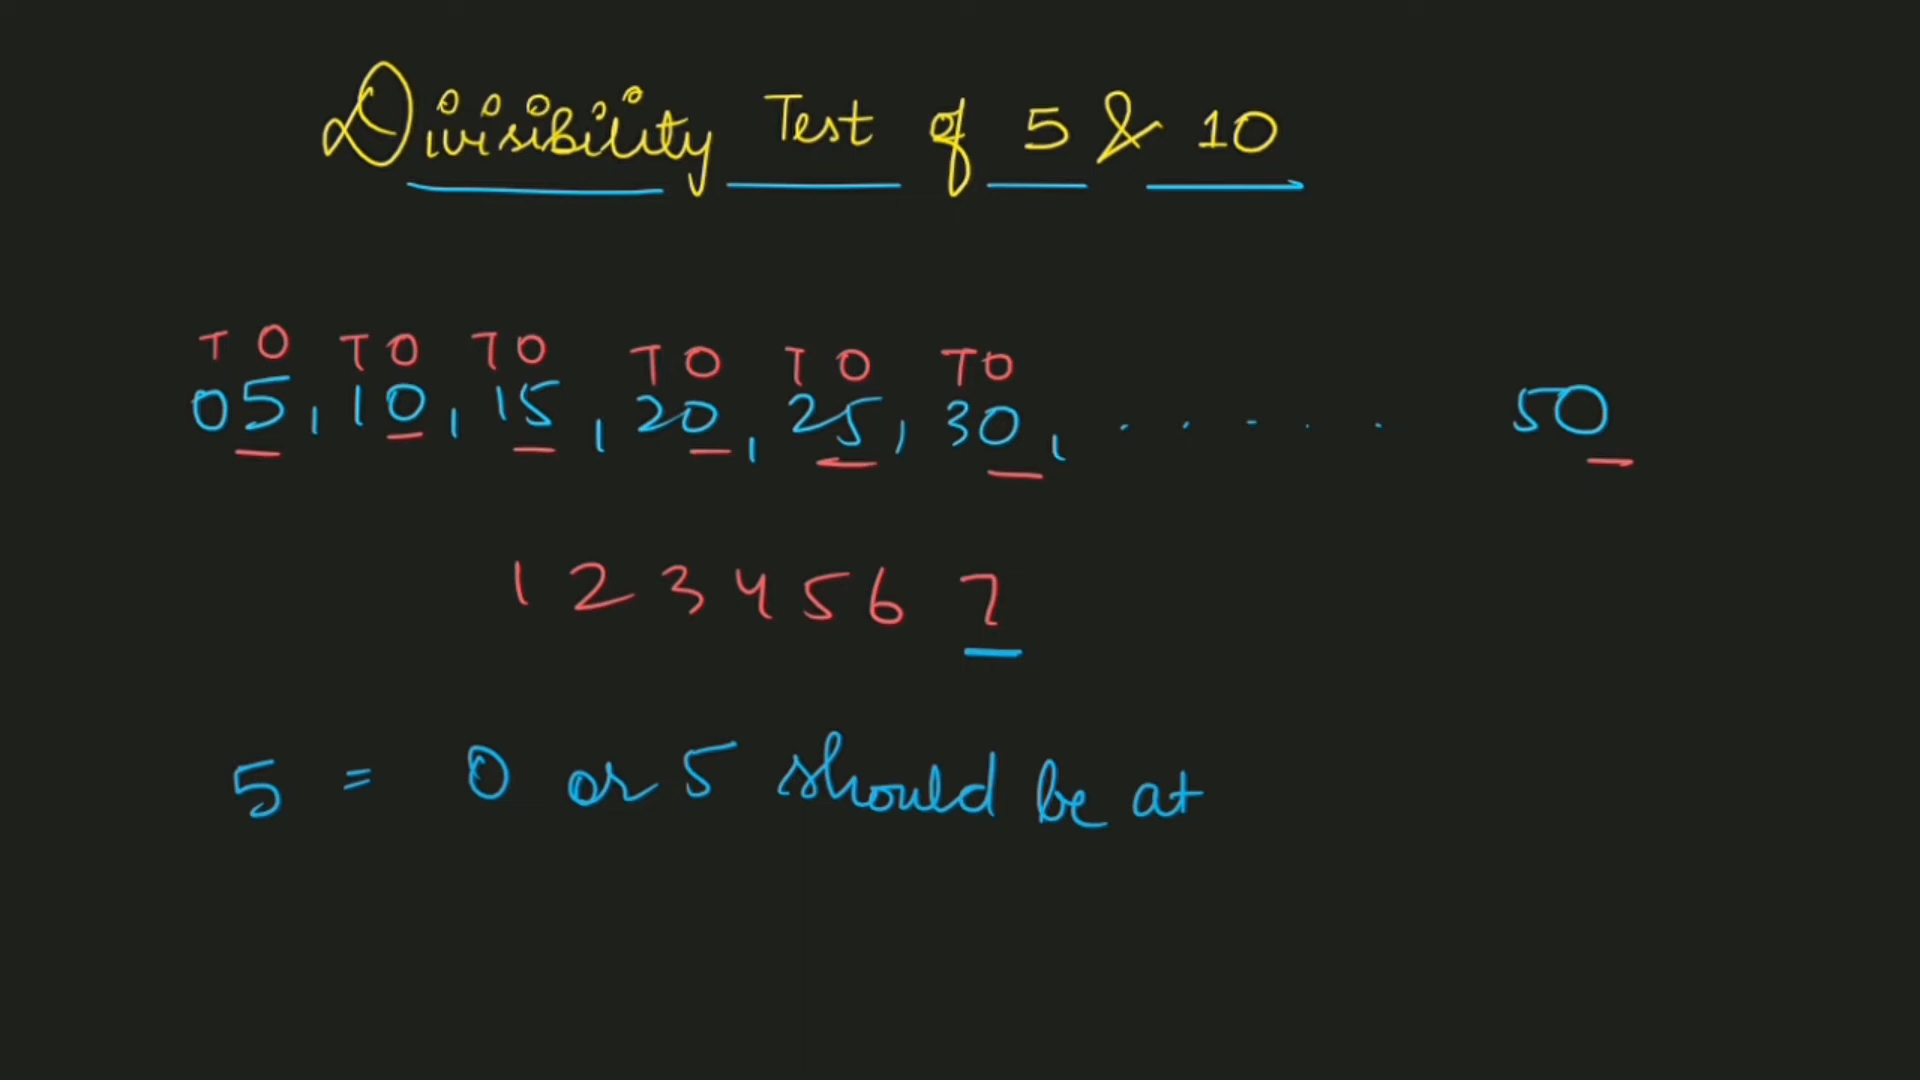 Divisibility Test of 5 & 10
T O T O T O T O T O T O
05, 10, 15, 20, 25, 30, . . . . . 50
1 2 3 4 5 6 7
5 = 0 or 5 should be at